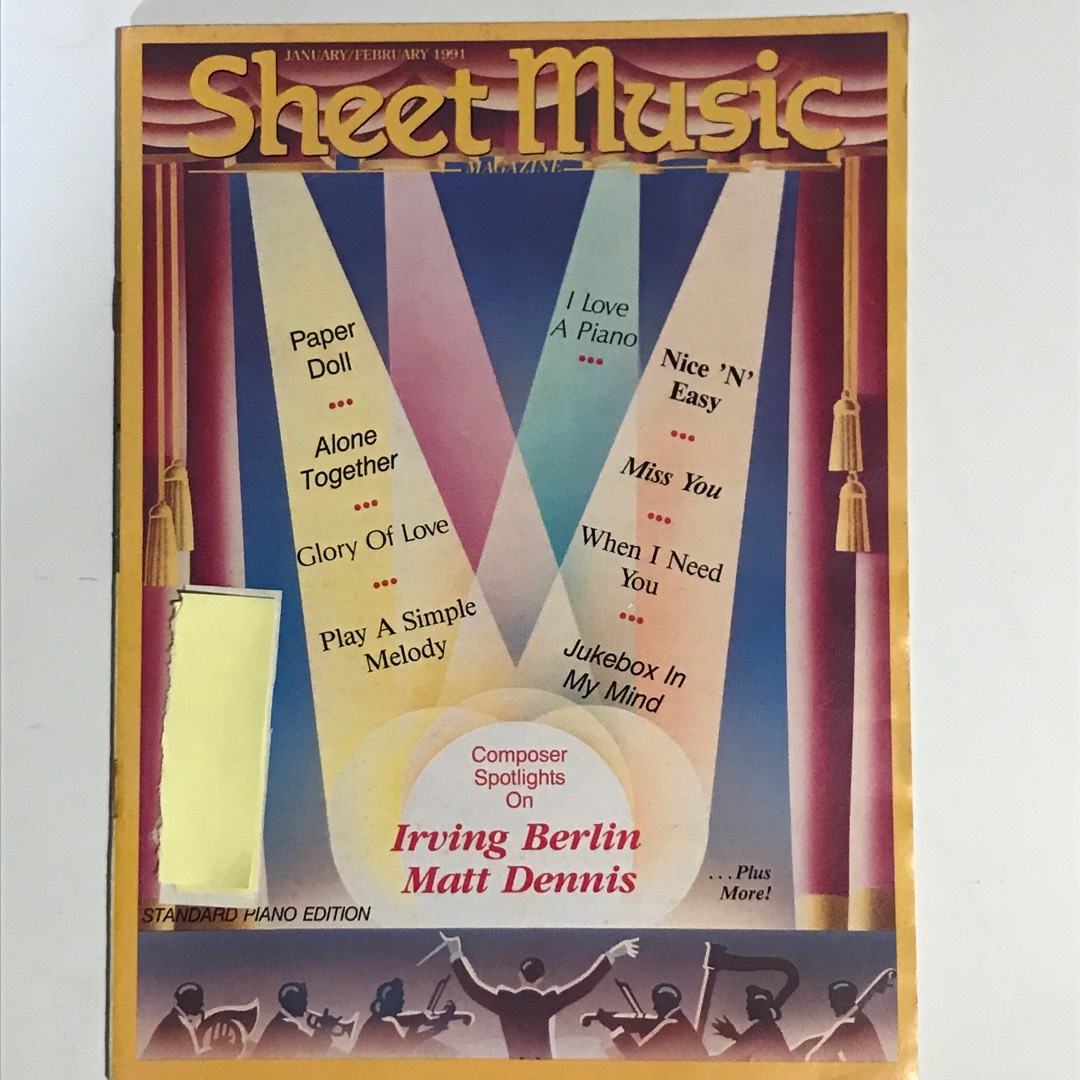 JANUARY/FEBRUARY 1991
Sheet Music
MAGAZINE
Paper
Doll
Alone
Together
Glory Of Love
Play A Simple
Melody
I Love
A Piano
Nice 'N'
Easy
Miss You
When I Need
You
Jukebox In
My Mind
Composer
Spotlights
On
Irving Berlin
Matt Dennis
...Plus
More!
STANDARD PIANO EDITION